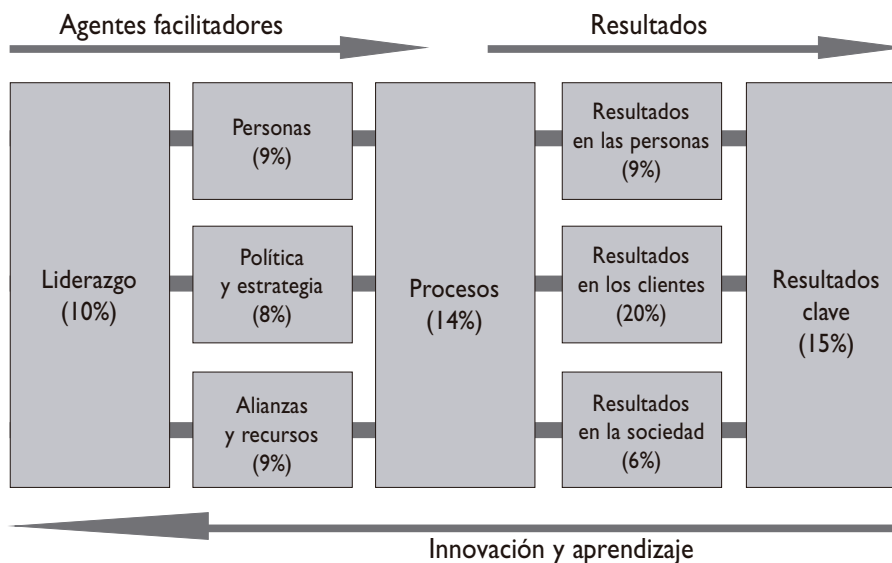 Agentes facilitadores
Resultados
Liderazgo
(10%)
Personas
(9%)
Política
y estrategia
(8%)
Alianzas
y recursos
(9%)
Procesos
(14%)
Resultados
en las personas
(9%)
Resultados
en los clientes
(20%)
Resultados
en la sociedad
(6%)
Resultados
clave
(15%)
Innovación y aprendizaje